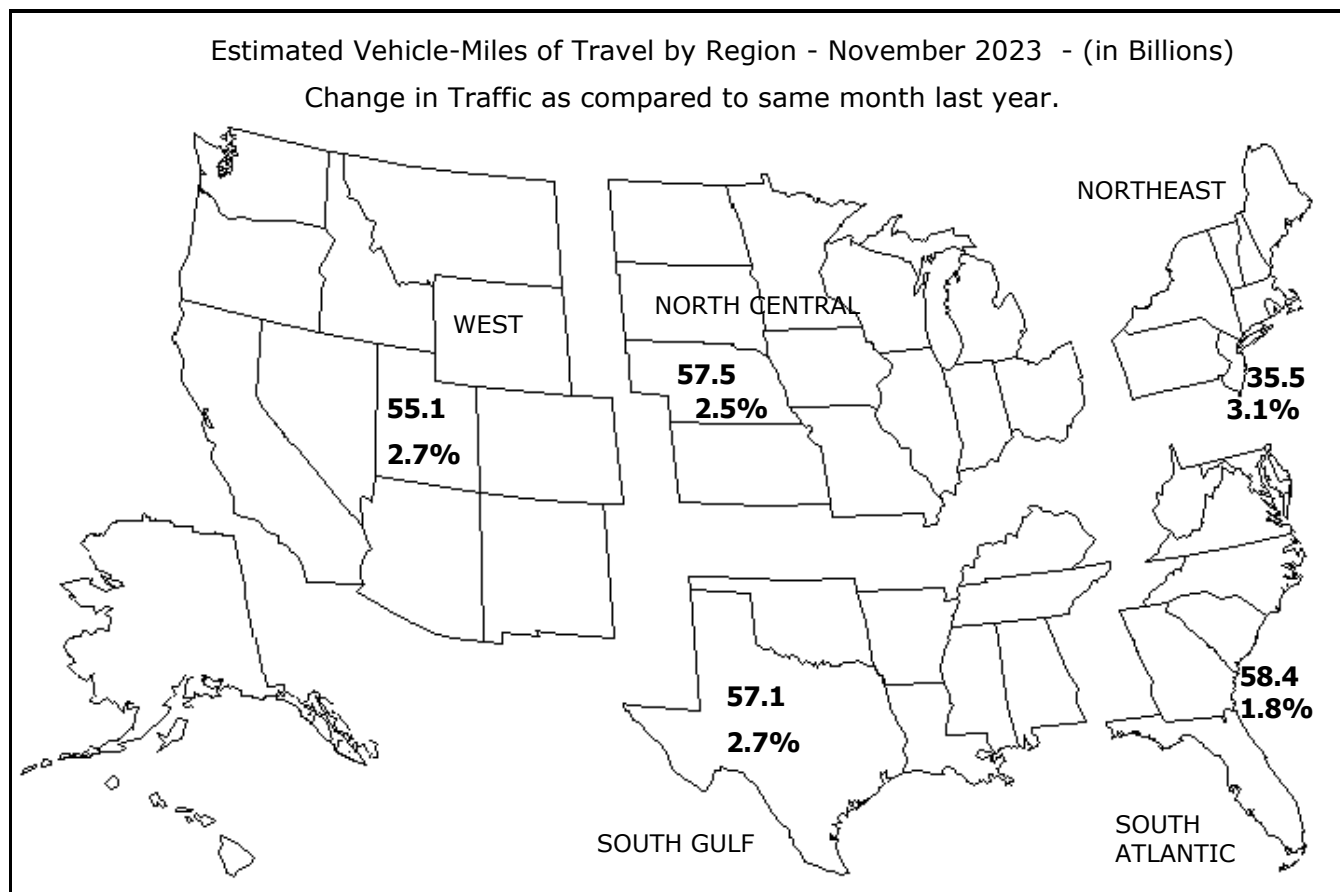 Estimated Vehicle-Miles of Travel by Region - November 2023 - (in Billions)
Change in Traffic as compared to same month last year.
NORTHEAST
WEST
NORTH CENTRAL
55.1
2.7%
57.5
2.5%
35.5
3.1%
57.1
2.7%
58.4
1.8%
SOUTH GULF
SOUTH
ATLANTIC